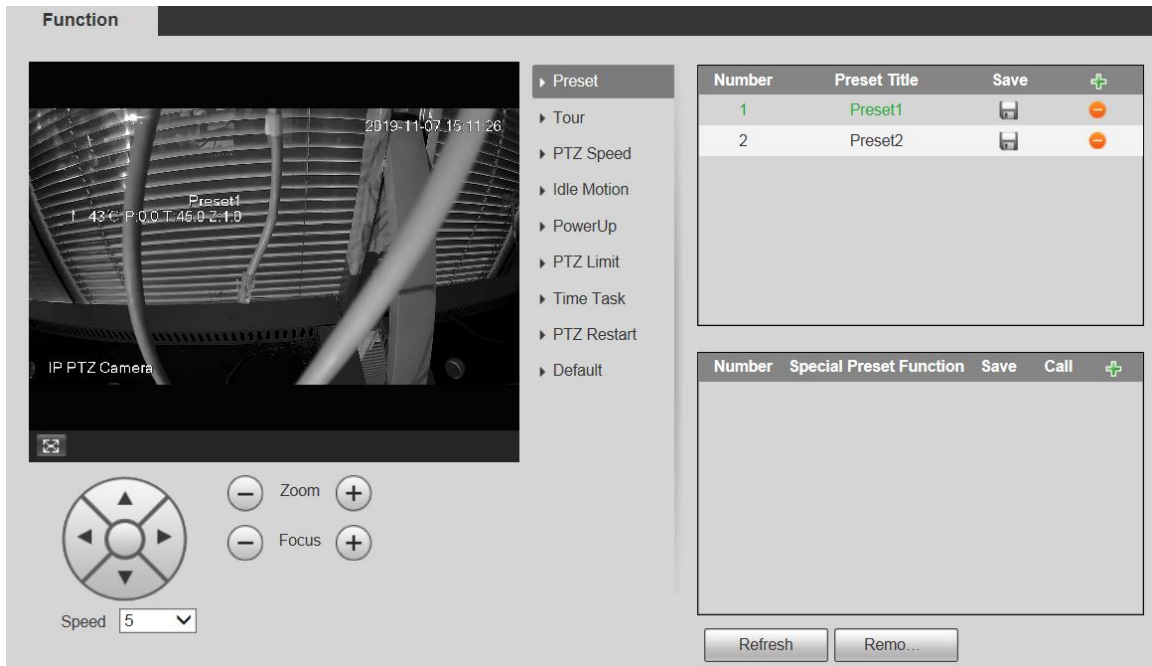 Function
2019-11-07 15:11:26
Preset1
43°C P:0.0 T:45.0 Z:1.0
IP PTZ Camera
Zoom
Focus
Speed 5
Preset
Tour
PTZ Speed
Idle Motion
PowerUp
PTZ Limit
Time Task
PTZ Restart
Default
Number Preset Title Save
1 Preset1
2 Preset2
Number Special Preset Function Save Call
Refresh Remo...